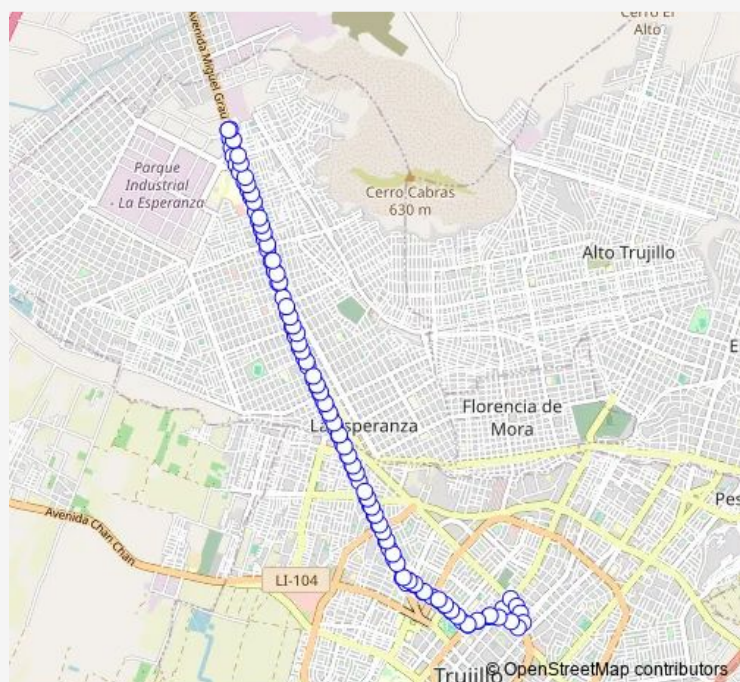 Cerro El
Alto
Avenida Miguel Grau
Parque
Industrial
- La Esperanza
Cerro Cabras
630 m
Alto Trujillo
E
Florencia de
Mora
La Esperanza
Pes
Avenida Chan Chan
LI-104
Trujillo
© OpenStreetMap contributors